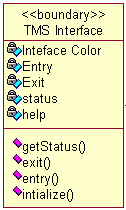 <<boundary>>
TMS Interface
Inteface Color
Entry
Exit
status
help
getStatus()
exit()
entry()
intialize()